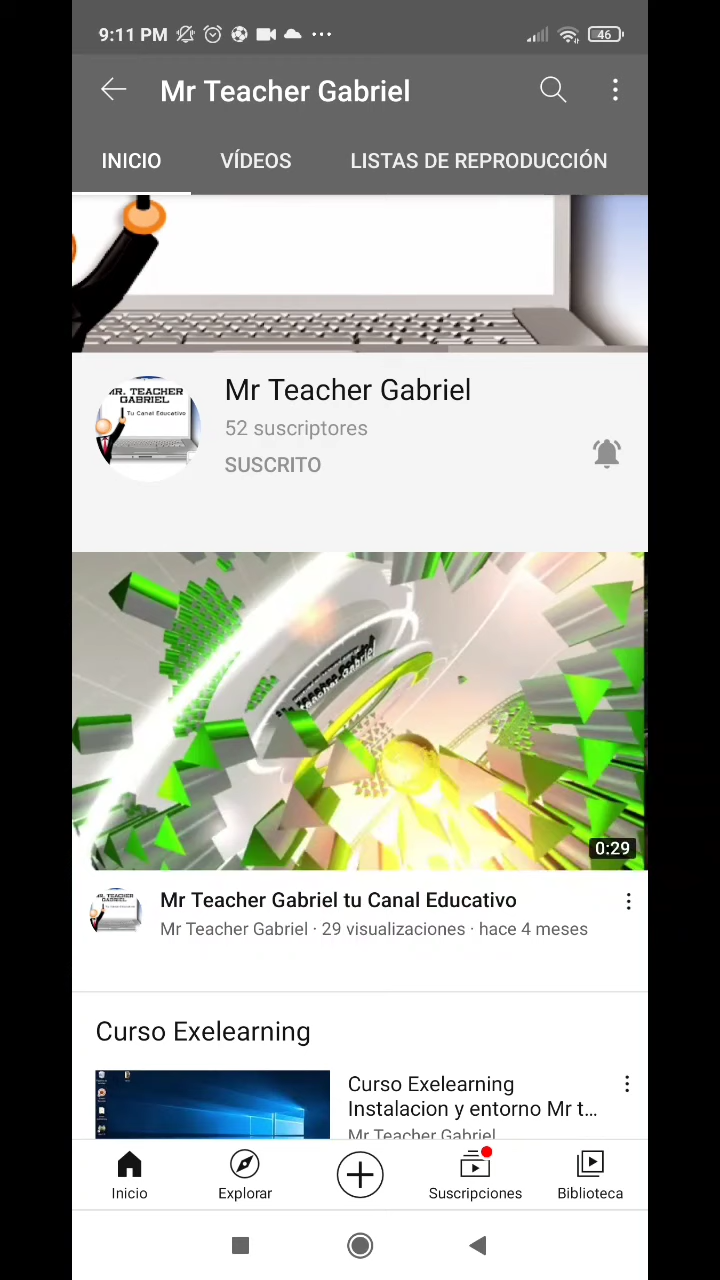 9:11 PM
46
Mr Teacher Gabriel
INICIO
VÍDEOS
LISTAS DE REPRODUCCIÓN
MR. TEACHER
GABRIEL
Tu Canal Educativo
Mr Teacher Gabriel
52 suscriptores
SUSCRITO
0:29
Mr Teacher Gabriel tu Canal Educativo
Mr Teacher Gabriel · 29 visualizaciones · hace 4 meses
Curso Exelearning
Curso Exelearning
Instalacion y entorno Mr t...
Mr Teacher Gabriel
Inicio
Explorar
Suscripciones
Biblioteca